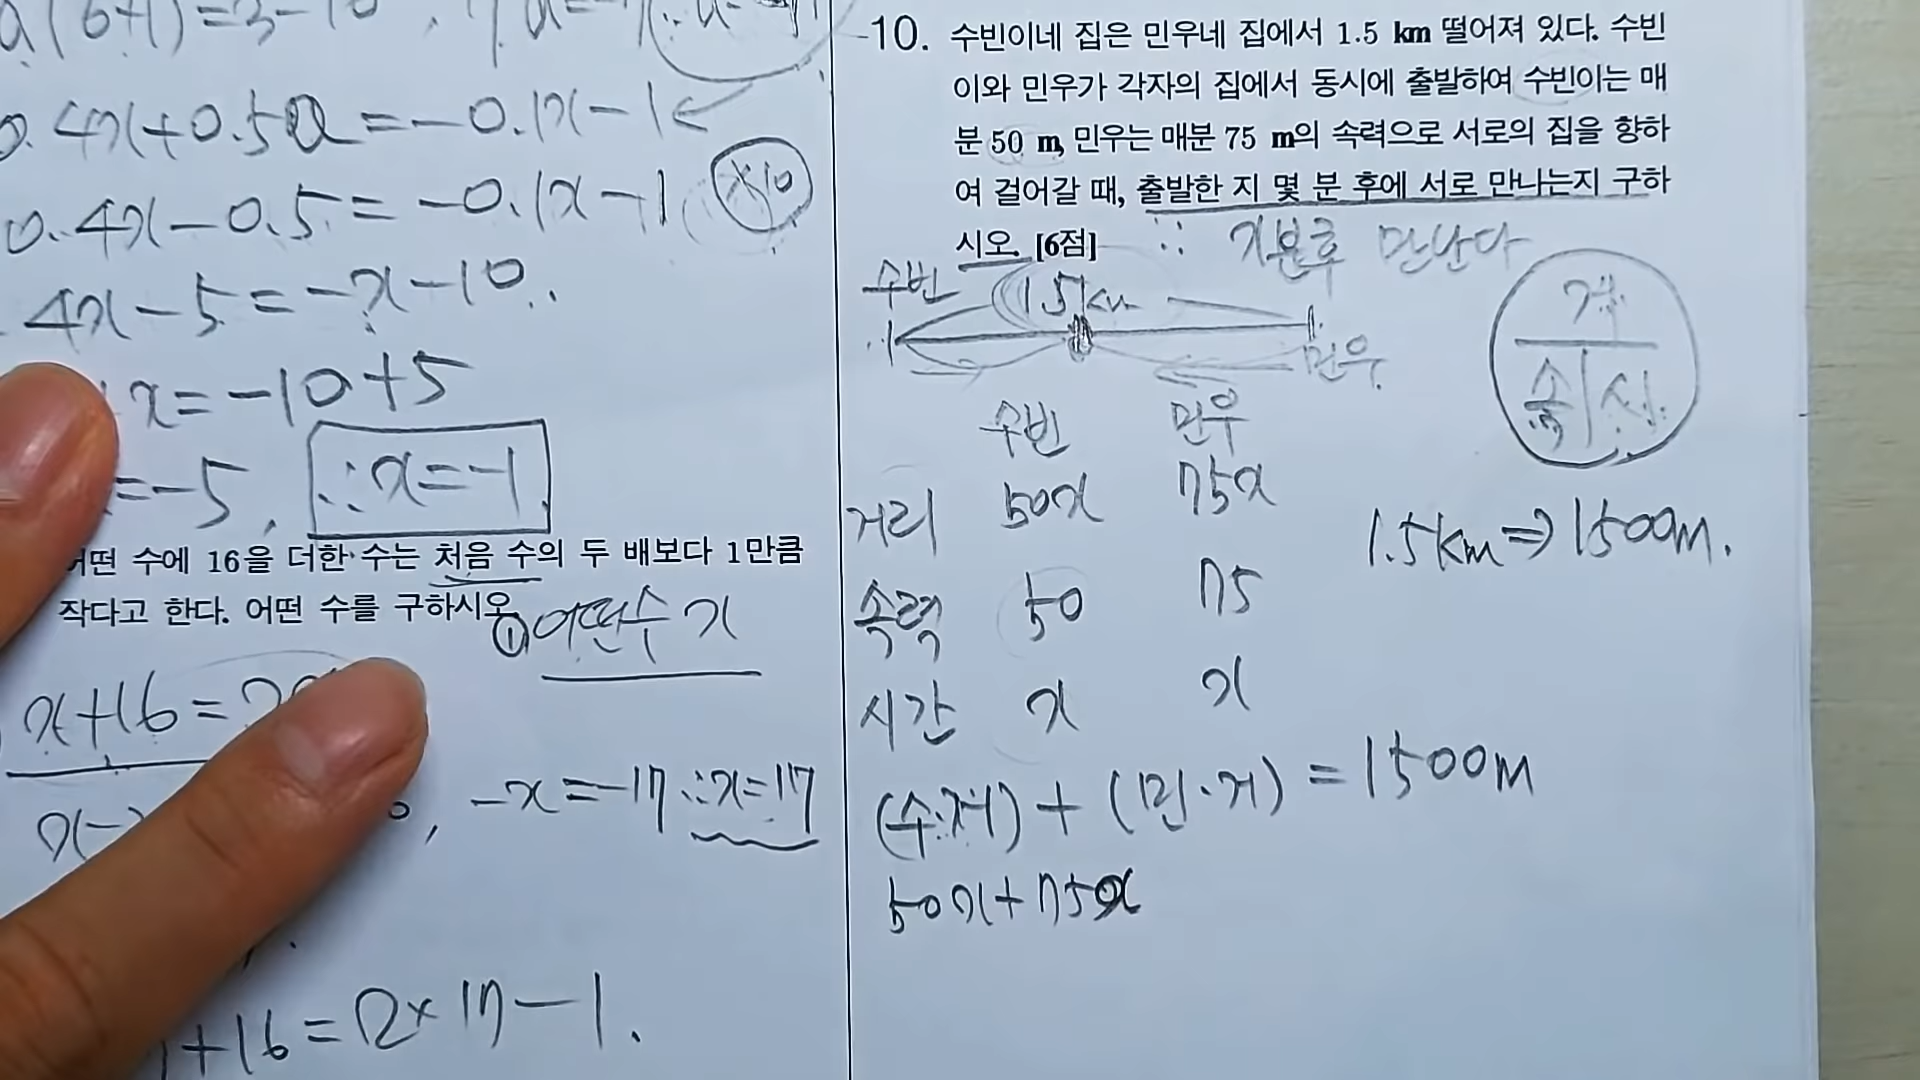 0.4x+0.5a=-0.1x-1
0.4x-0.5=-0.1x-1 ×10
4x-5=-x-10
x=-10+5
=-5, ∴x=-1
어떤 수에 16을 더한 수는 처음 수의 두 배보다 1만큼
작다고 한다. 어떤 수를 구하시오.
① 어떤수 x
x+16=2
-x=-17 ∴x=17
+16=2×17-1.
10. 수빈이네 집은 민우네 집에서 1.5 km 떨어져 있다. 수빈
이와 민우가 각자의 집에서 동시에 출발하여 수빈이는 매
분 50 m, 민우는 매분 75 m의 속력으로 서로의 집을 향하
여 걸어갈 때, 출발한 지 몇 분 후에 서로 만나는지 구하
시오. [6점] ∴ x분후 만난다
수빈 1.5km 민우
거
속 시
수빈 민우
거리 50x 75x
1.5km⇒1500m.
속력 50 75
시간 x x
(수·거)+(민·거)=1500m
50x+75x